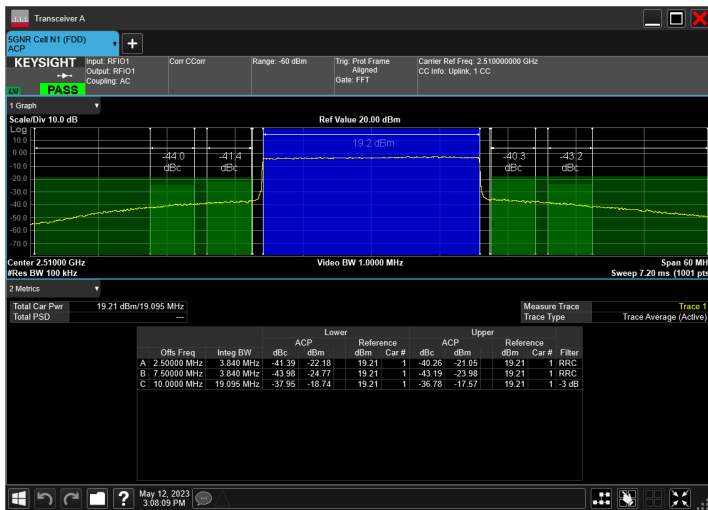 Transceiver A
5GNR Cell N1 (FDD)
ACP
+
KEYSIGHT
PASS
Input: RFIO1
Output: RFIO1
Coupling: AC
Corr CCorr
Range: -60 dBm
Trig: Prot Frame
Aligned
Gate: FFT
Carrier Ref Freq: 2.510000000 GHz
CC Info: Uplink, 1 CC
1 Graph
Scale/Div 10.0 dB
Ref Value 20.00 dBm
Log
10.0
0.00
-10.0
-20.0
-30.0
-40.0
-50.0
-60.0
-70.0
-44.0
dBc
-41.4
dBc
19.2 dBm
-40.3
dBc
-43.2
dBc
Center 2.51000 GHz
#Res BW 100 kHz
Video BW 1.0000 MHz
Span 60 MH
Sweep 7.20 ms (1001 pts
2 Metrics
Total Car Pwr 19.21 dBm/19.095 MHz
Total PSD ---
Measure Trace Trace 1
Trace Type Trace Average (Active)
Lower Upper
ACP Reference ACP Reference
Offs Freq Integ BW dBc dBm dBm Car # dBc dBm dBm Car # Filter
A 2.50000 MHz 3.840 MHz -41.39 -22.18 19.21 1 -40.26 -21.05 19.21 1 RRC
B 7.50000 MHz 3.840 MHz -43.98 -24.77 19.21 1 -43.19 -23.98 19.21 1 RRC
C 10.0000 MHz 19.095 MHz -37.95 -18.74 19.21 1 -36.78 -17.57 19.21 1 -3 dB
?
May 12, 2023
3:08:09 PM